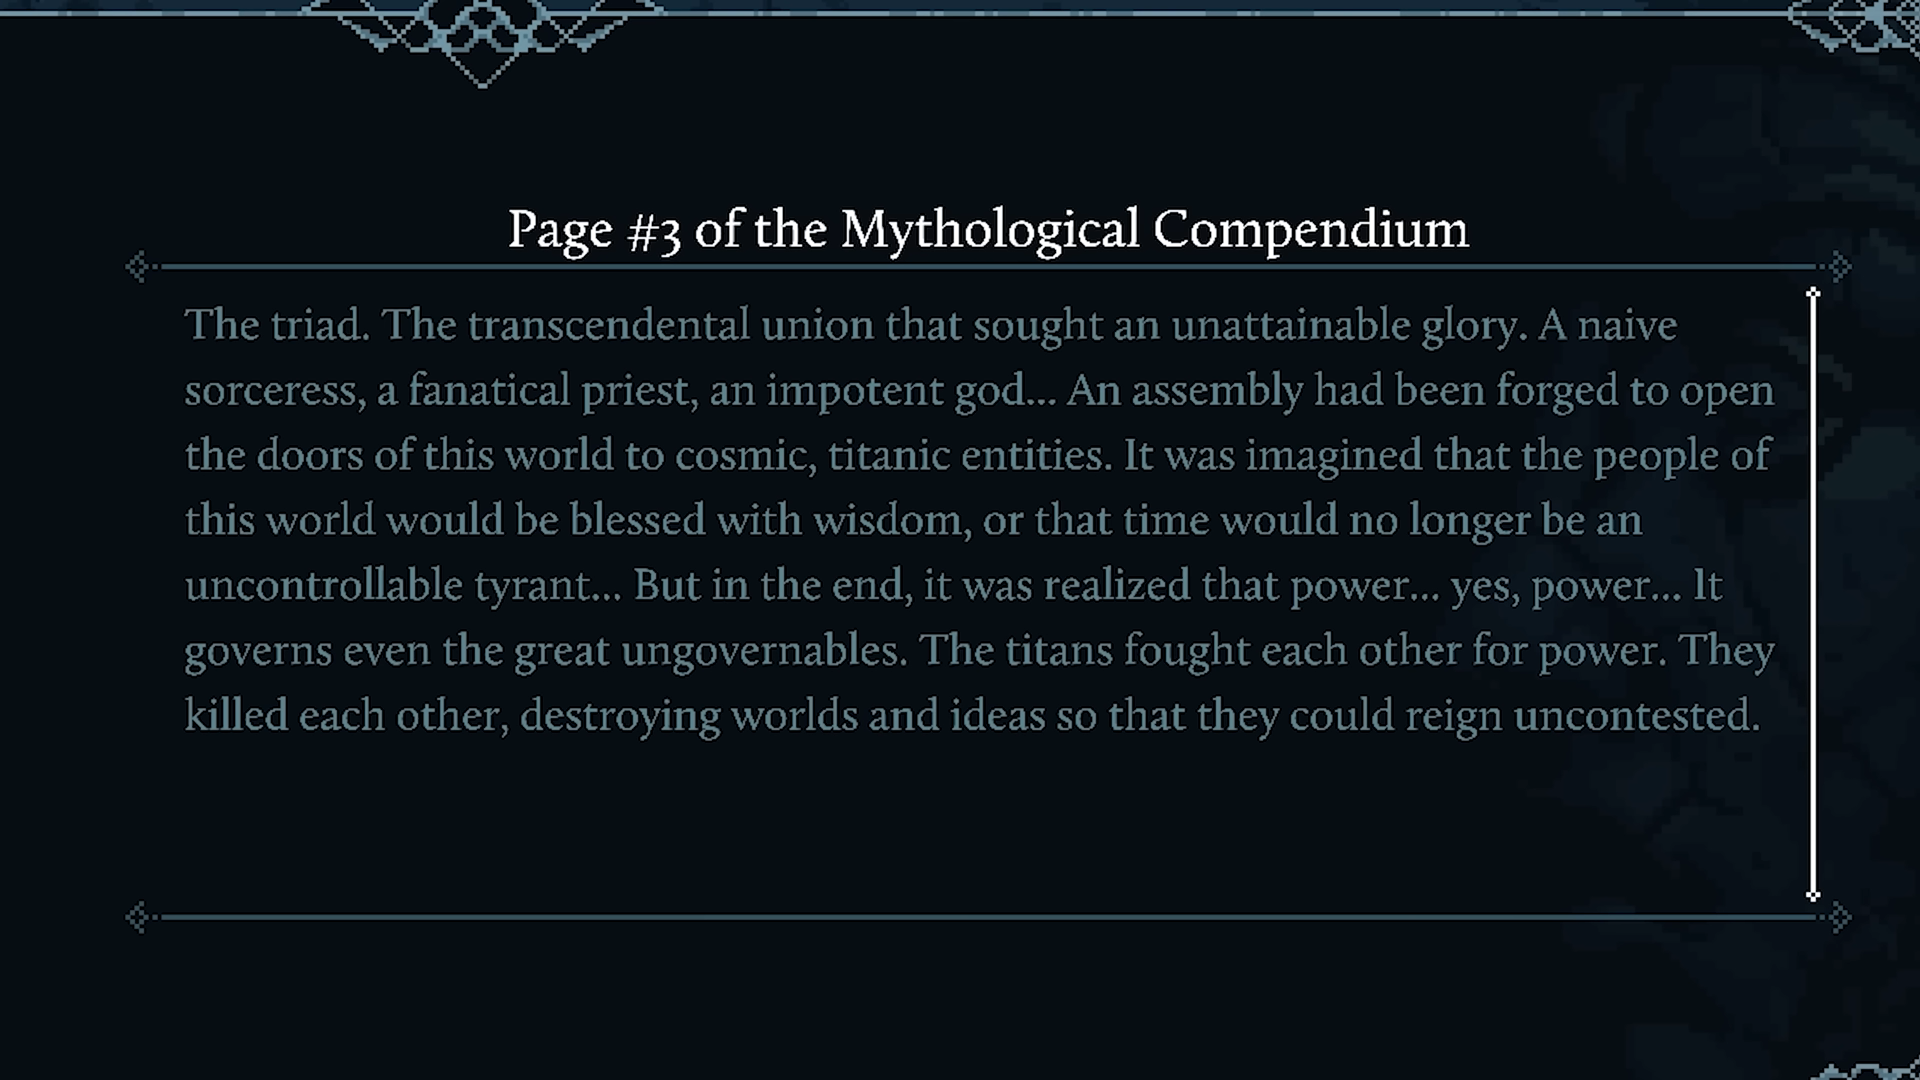 Page #3 of the Mythological Compendium
The triad. The transcendental union that sought an unattainable glory. A naive
sorceress, a fanatical priest, an impotent god... An assembly had been forged to open
the doors of this world to cosmic, titanic entities. It was imagined that the people of
this world would be blessed with wisdom, or that time would no longer be an
uncontrollable tyrant... But in the end, it was realized that power... yes, power... It
governs even the great ungovernables. The titans fought each other for power. They
killed each other, destroying worlds and ideas so that they could reign uncontested.